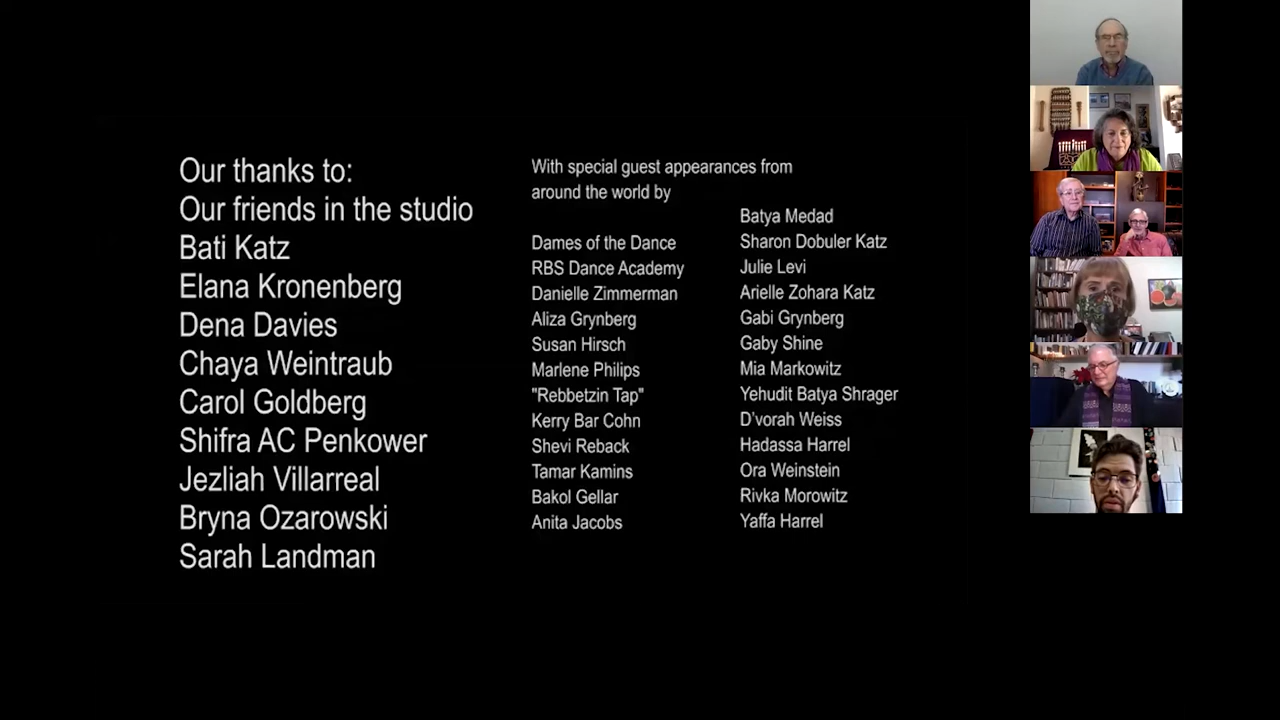 Our thanks to:
Our friends in the studio
Bati Katz
Elana Kronenberg
Dena Davies
Chaya Weintraub
Carol Goldberg
Shifra AC Penkower
Jezliah Villarreal
Bryna Ozarowski
Sarah Landman
With special guest appearances from
around the world by
Dames of the Dance
RBS Dance Academy
Danielle Zimmerman
Aliza Grynberg
Susan Hirsch
Marlene Philips
"Rebbetzin Tap"
Kerry Bar Cohn
Shevi Reback
Tamar Kamins
Bakol Gellar
Anita Jacobs
Batya Medad
Sharon Dobuler Katz
Julie Levi
Arielle Zohara Katz
Gabi Grynberg
Gaby Shine
Mia Markowitz
Yehudit Batya Shrager
D'vorah Weiss
Hadassa Harrel
Ora Weinstein
Rivka Morowitz
Yaffa Harrel